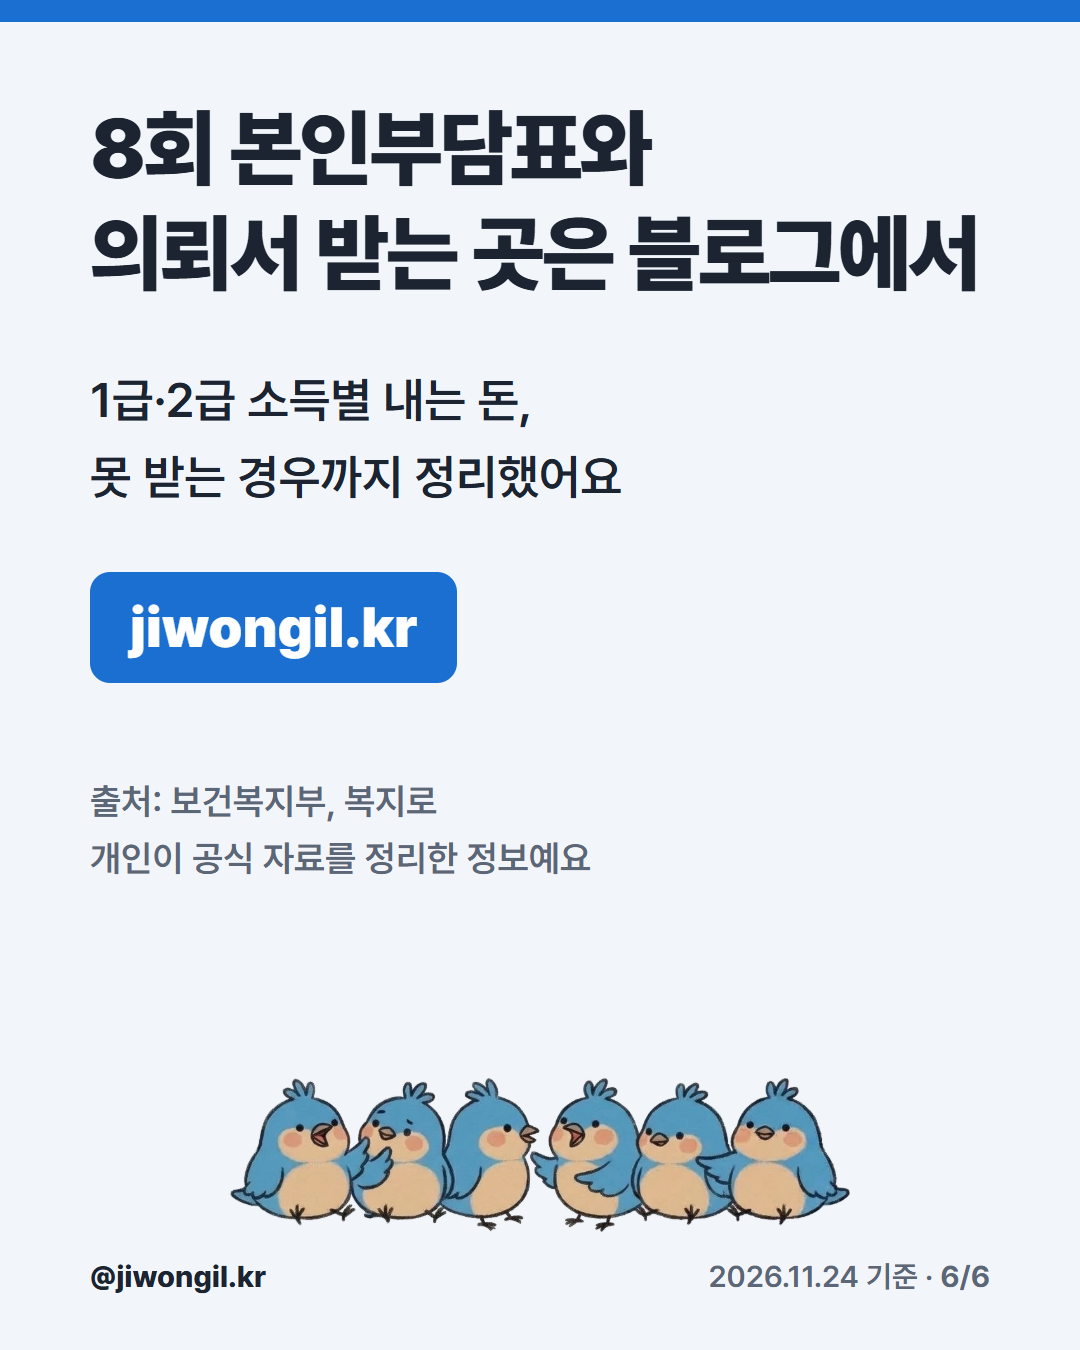 8회 본인부담표와
의뢰서 받는 곳은 블로그에서
1급·2급 소득별 내는 돈,
못 받는 경우까지 정리했어요
jiwongil.kr
출처: 보건복지부, 복지로
개인이 공식 자료를 정리한 정보예요
@jiwongil.kr
2026.11.24 기준 · 6/6